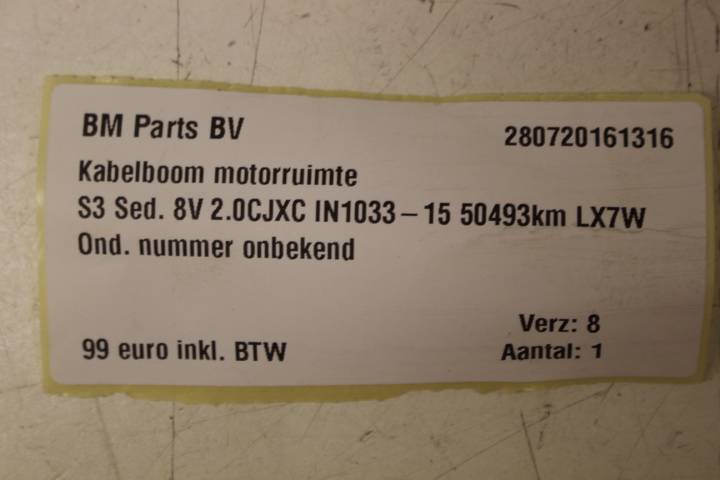 BM Parts BV 280720161316
Kabelboom motorruimte
S3 Sed. 8V 2.0CJXC IN1033-15 50493km LX7W
Ond. nummer onbekend
Verz: 8
99 euro inkl. BTW Aantal: 1